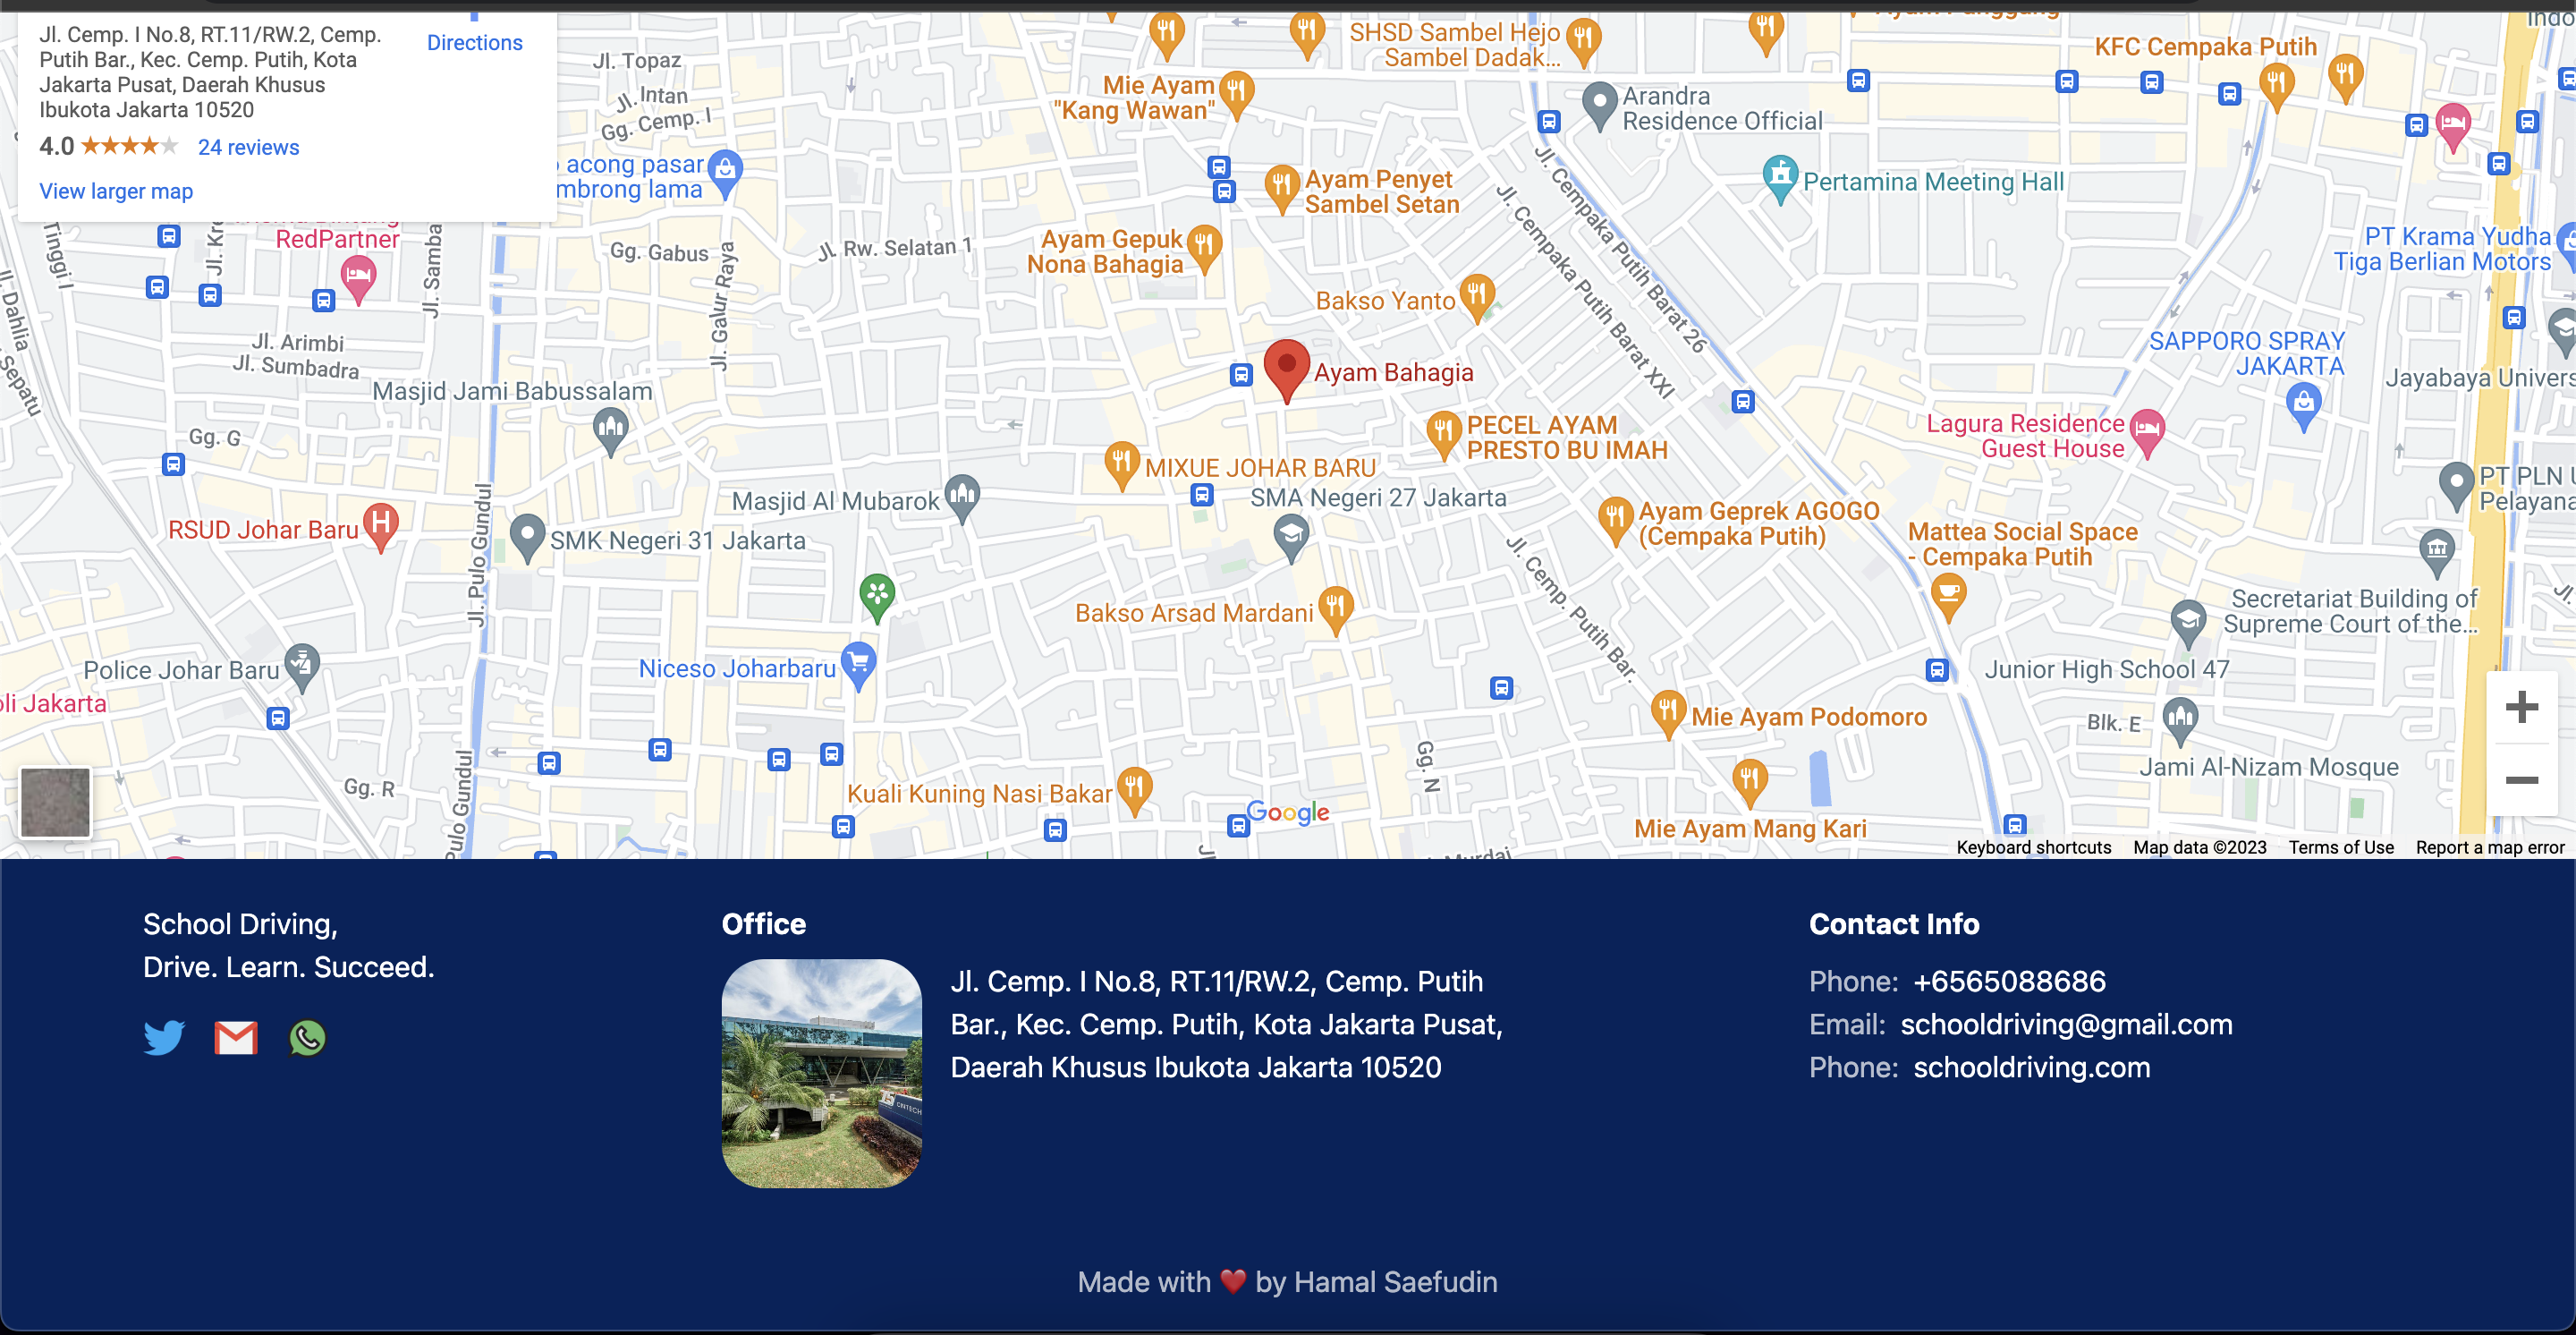 Jl. Cemp. I No.8, RT.11/RW.2, Cemp.
Putih Bar., Kec. Cemp. Putih, Kota
Jakarta Pusat, Daerah Khusus
Ibukota Jakarta 10520
Directions
4.0
24 reviews
View larger map
Jl. Topaz
Jl. Intan
Gg. Cemp. I
acong pasar
mbrong lama
SHSD Sambel Hejo
Sambel Dadak...
Mie Ayam
"Kang Wawan"
Arandra
Residence Official
KFC Cempaka Putih
Pertamina Meeting Hall
Ayam Penyet
Sambel Setan
Jl. Cempaka Putih Barat 26
Jl. Cempaka Putih Barat XXI
RedPartner
Tinggi I
Jl. Kre
Jl. Samba
Jl. Dahlia
Sepatu
Gg. Gabus
Jl. Galur Raya
Jl. Rw. Selatan 1
Ayam Gepuk
Nona Bahagia
Bakso Yanto
PT Krama Yudha
Tiga Berlian Motors
Jl. Arimbi
Jl. Sumbadra
SAPPORO SPRAY
JAKARTA
Ayam Bahagia
Jayabaya Univers
Masjid Jami Babussalam
Gg. G
PECEL AYAM
PRESTO BU IMAH
Lagura Residence
Guest House
MIXUE JOHAR BARU
SMA Negeri 27 Jakarta
Masjid Al Mubarok
PT PLN
Pelayana
RSUD Johar Baru
Jl. Pulo Gundul
SMK Negeri 31 Jakarta
Ayam Geprek AGOGO
(Cempaka Putih)
Mattea Social Space
- Cempaka Putih
Jl. Cemp. Putih Bar.
Bakso Arsad Mardani
Secretariat Building of
Supreme Court of the...
Police Johar Baru
Niceso Joharbaru
Junior High School 47
oli Jakarta
Mie Ayam Podomoro
Blk. E
Jami Al-Nizam Mosque
Gg. R
Pulo Gundul
Kuali Kuning Nasi Bakar
Gg. N
Google
Mie Ayam Mang Kari
Keyboard shortcuts
Map data ©2023
Terms of Use
Report a map error
School Driving,
Drive. Learn. Succeed.
Office
Jl. Cemp. I No.8, RT.11/RW.2, Cemp. Putih
Bar., Kec. Cemp. Putih, Kota Jakarta Pusat,
Daerah Khusus Ibukota Jakarta 10520
Contact Info
Phone: +6565088686
Email: schooldriving@gmail.com
Phone: schooldriving.com
Made with ❤️ by Hamal Saefudin